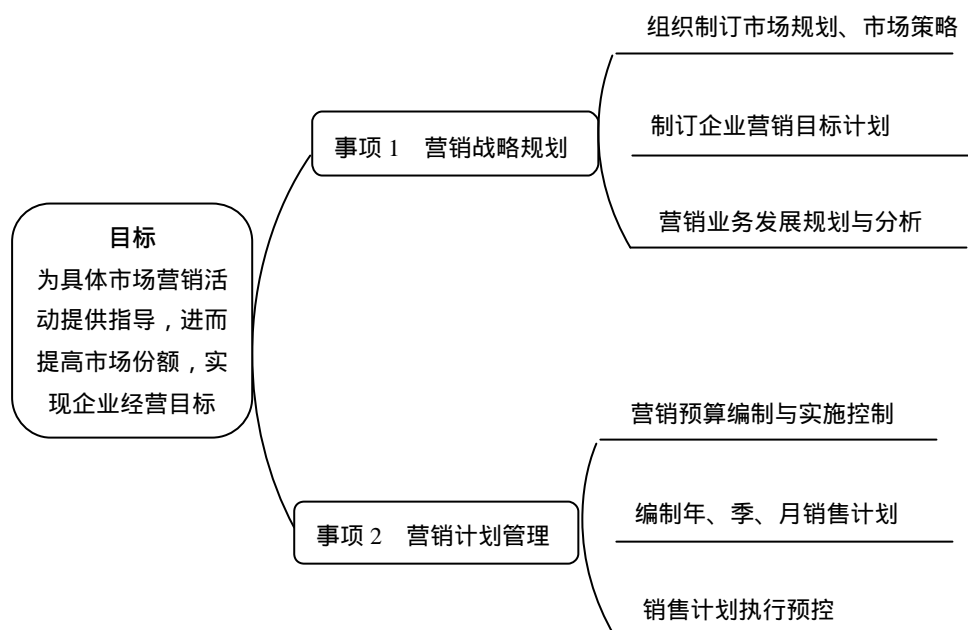 组织制订市场规划、市场策略
事项 1　营销战略规划
制订企业营销目标计划
营销业务发展规划与分析
目标
为具体市场营销活
动提供指导，进而
提高市场份额，实
现企业经营目标
营销预算编制与实施控制
事项 2　营销计划管理
编制年、季、月销售计划
销售计划执行预控